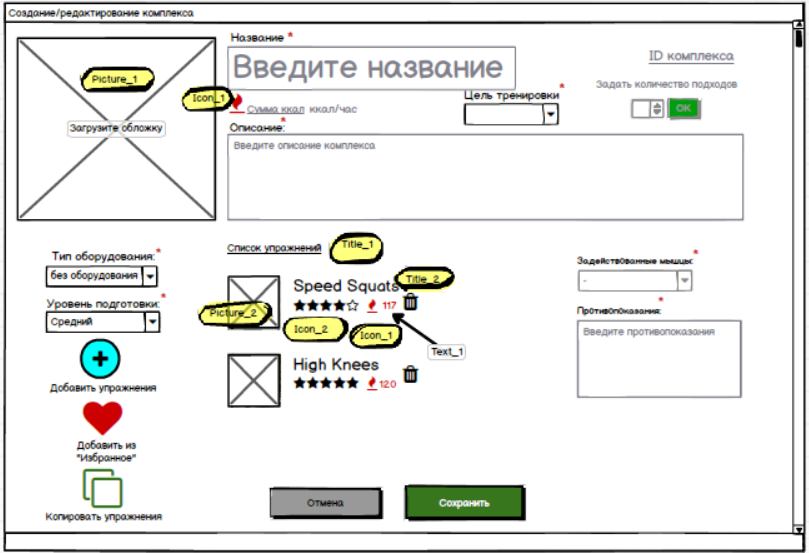 Создание/редактирование комплекса
Название *
Введите название
ID комплекса
Picture_1
Icon_1
Загрузите обложку
Сумма ккал ккал/час
Цель тренировки *
Задать количество подходов
OK
Описание: *
Введите описание комплекса
Тип оборудования: *
без оборудования
Уровень подготовки: *
Средний
Добавить упражнения
Добавить из
"Избранное"
Копировать упражнения
Список упражнений
Title_1
Speed Squats
Title_2
117
Picture_2
Icon_2
Icon_1
Text_1
High Knees
120
Задействованные мышцы: *
-
Противопоказания: *
Введите противопоказания
Отмена
Сохранить